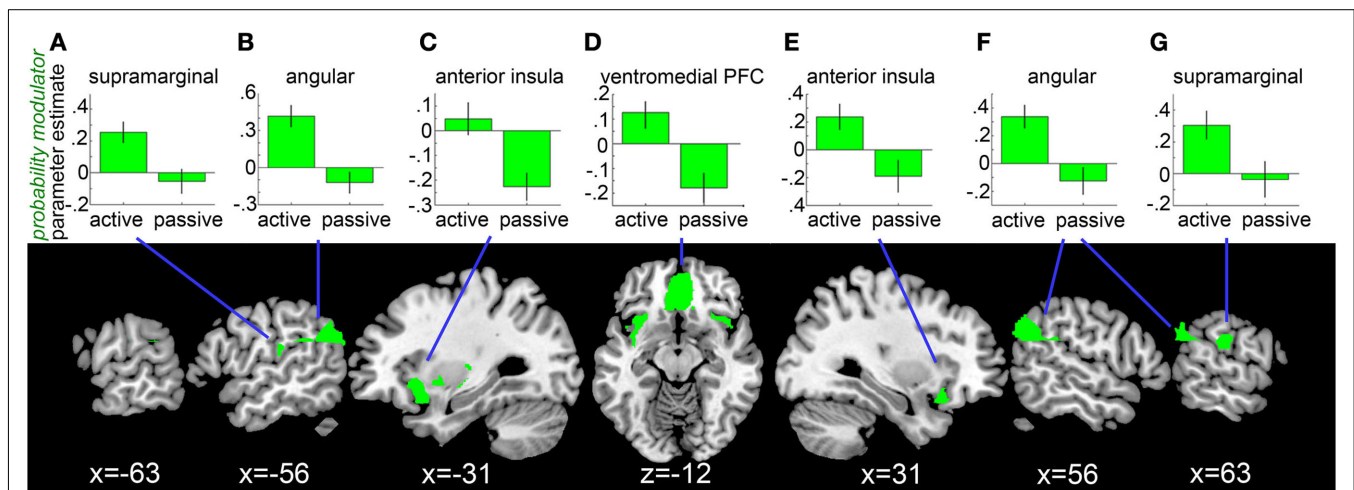 A B C D E F G
probability modulator
parameter estimate
supramarginal
.4
.2
0
-.2
active passive
angular
.6
.3
0
-.3
active passive
anterior insula
.1
0
-.1
-.2
-.3
active passive
ventromedial PFC
.2
.1
0
-.1
-.2
active passive
anterior insula
.4
.2
0
-.2
.4
active passive
angular
.4
.2
0
-.2
active passive
supramarginal
.4
.2
0
-.2
active passive
x=-63 x=-56 x=-31 z=-12 x=31 x=56 x=63